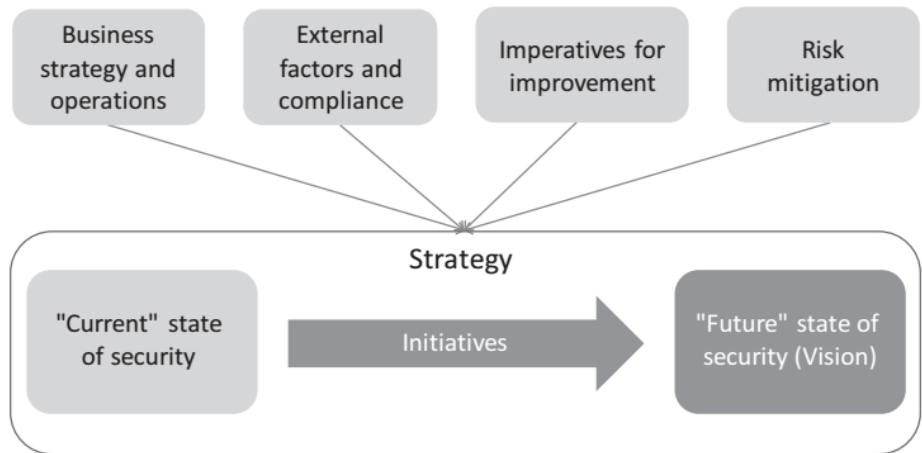 Business
strategy and
operations
External
factors and
compliance
Imperatives for
improvement
Risk
mitigation
Strategy
"Current" state
of security
Initiatives
"Future" state of
security (Vision)